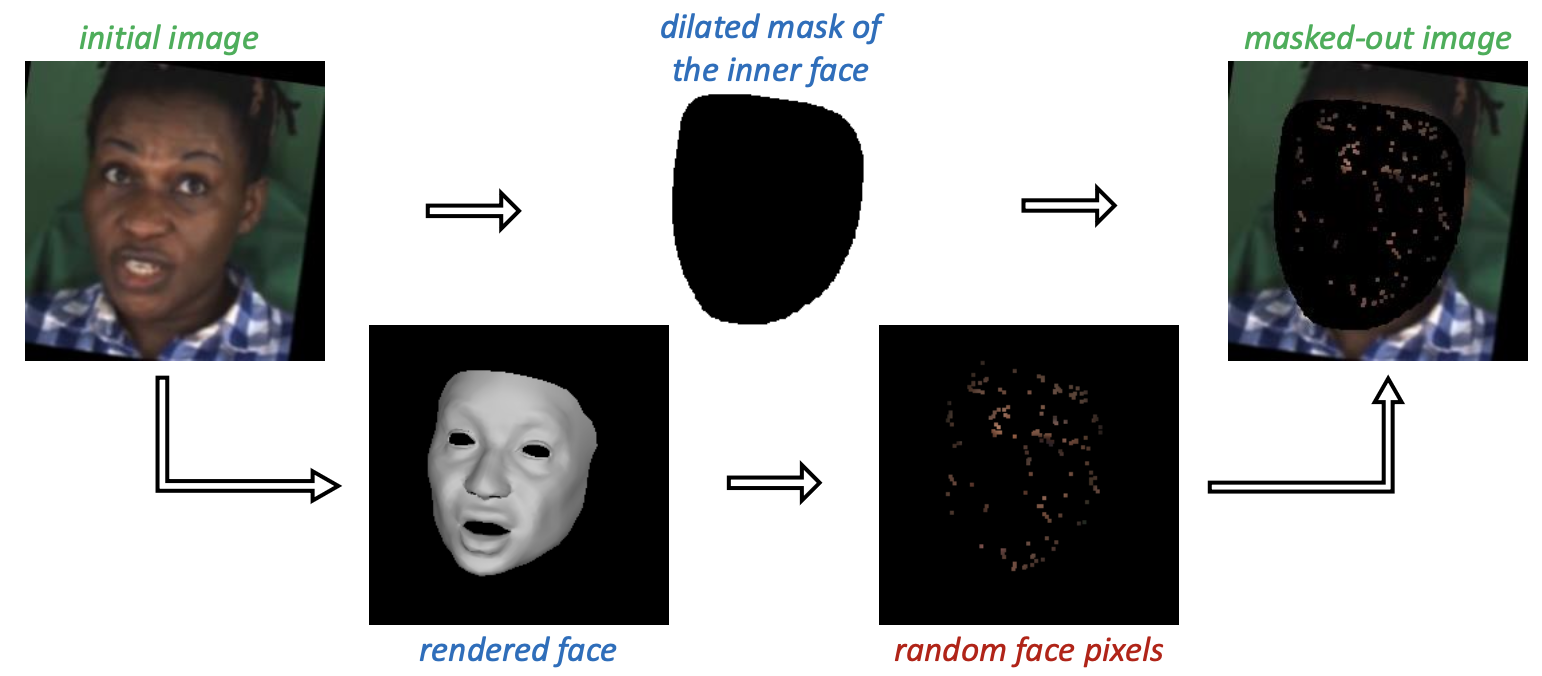 initial image
dilated mask of
the inner face
masked-out image
rendered face
random face pixels